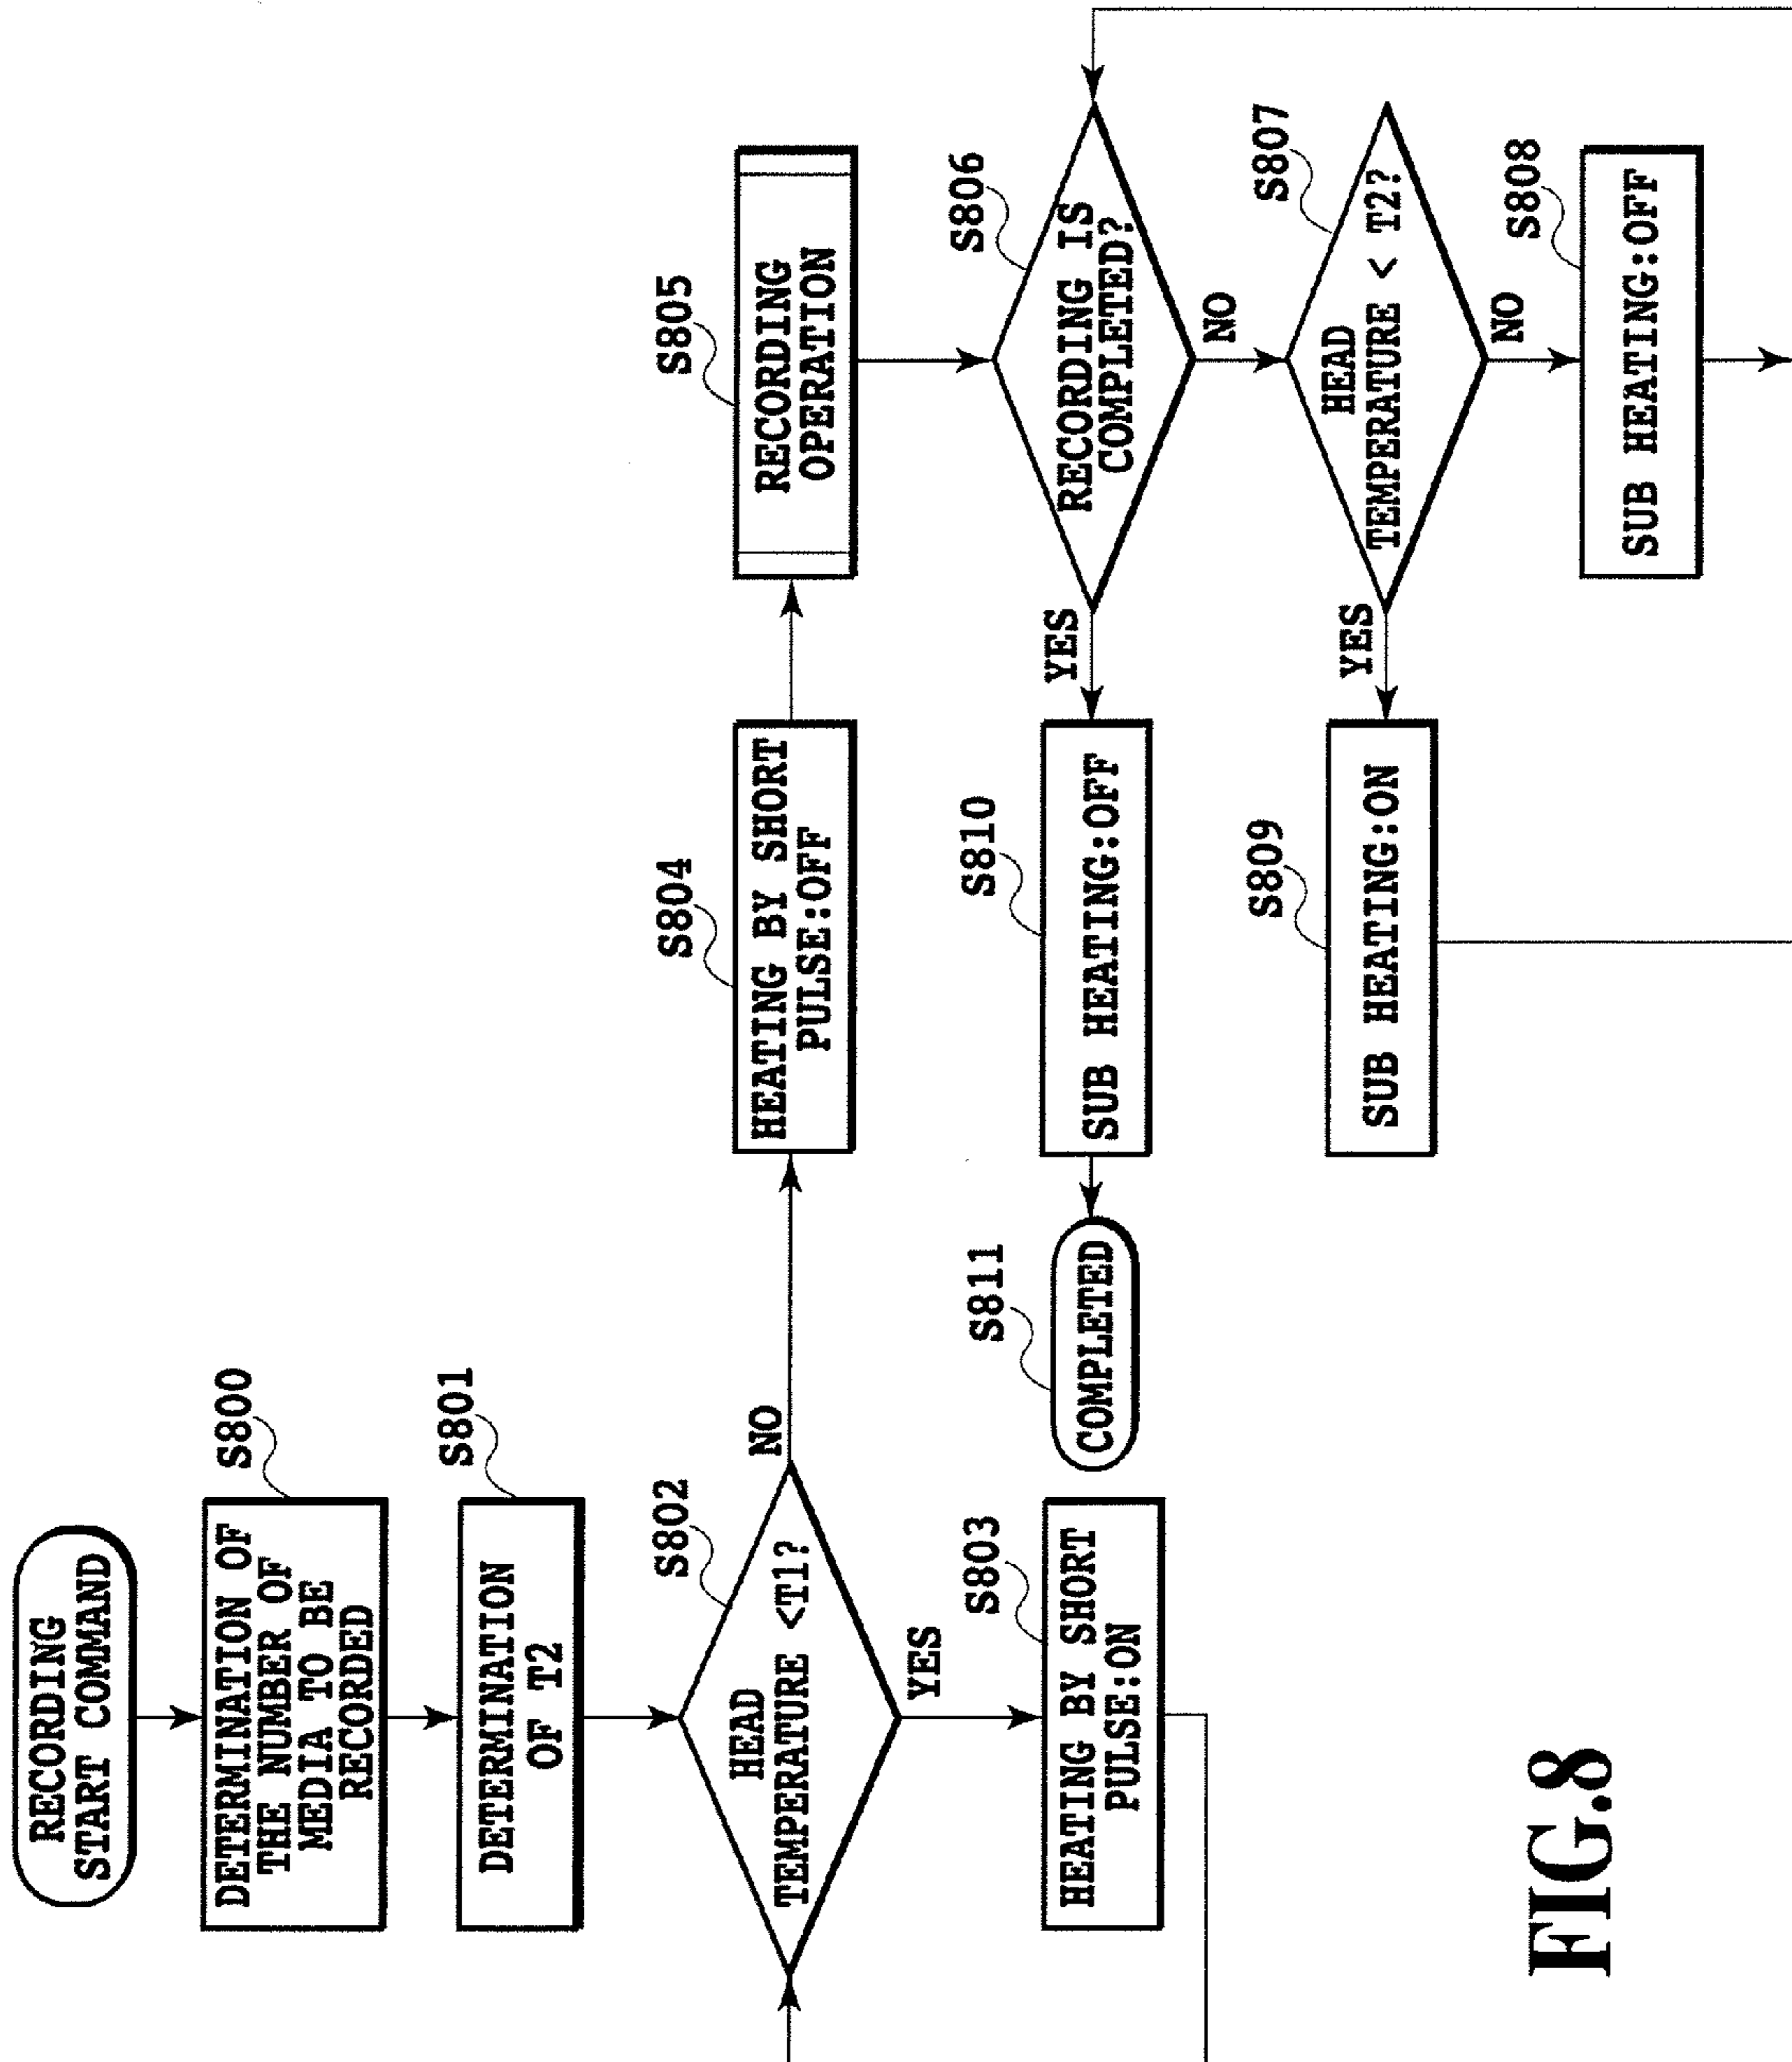 RECORDING
START COMMAND
S800
DETERMINATION OF
THE NUMBER OF
MEDIA TO BE
RECORDED
S801
DETERMINATION
OF T2
S802
HEAD
TEMPERATURE <T1?
NO
YES
S803
HEATING BY SHORT
PULSE:ON
S804
HEATING BY SHORT
PULSE:OFF
S805
RECORDING
OPERATION
S806
RECORDING IS
COMPLETED?
YES
NO
S810
SUB HEATING:OFF
S811
COMPLETED
S807
HEAD
TEMPERATURE < T2?
YES
NO
S809
SUB HEATING:ON
S808
SUB HEATING:OFF
FIG.8